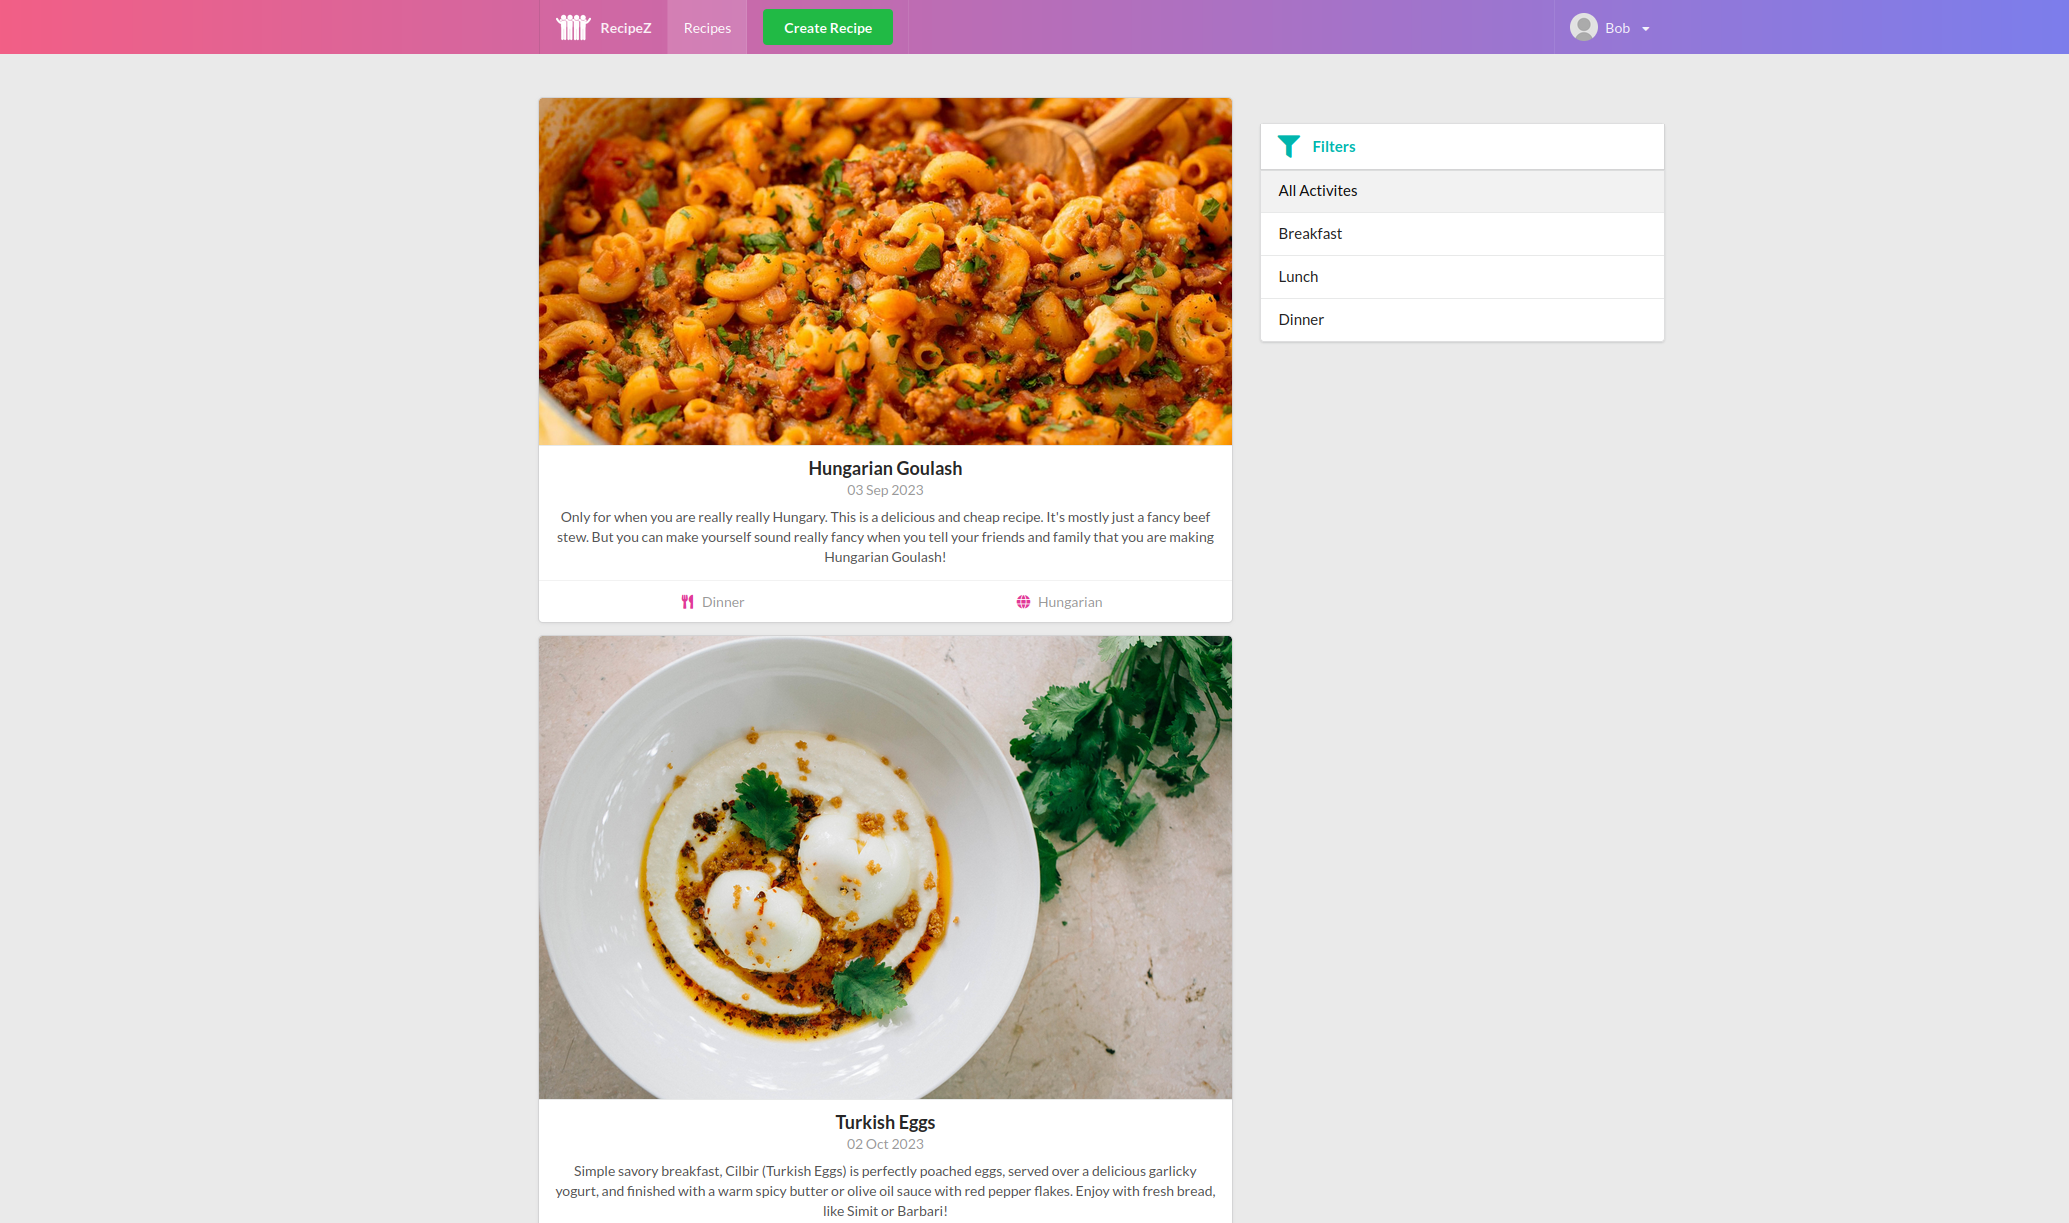 RecipeZ
Recipes
Create Recipe
Bob
Filters
All Activites
Breakfast
Lunch
Dinner
Hungarian Goulash
03 Sep 2023
Only for when you are really really Hungary. This is a delicious and cheap recipe. It's mostly just a fancy beef
stew. But you can make yourself sound really fancy when you tell your friends and family that you are making
Hungarian Goulash!
Dinner
Hungarian
Turkish Eggs
02 Oct 2023
Simple savory breakfast, Cilbir (Turkish Eggs) is perfectly poached eggs, served over a delicious garlicky
yogurt, and finished with a warm spicy butter or olive oil sauce with red pepper flakes. Enjoy with fresh bread,
like Simit or Barbari!